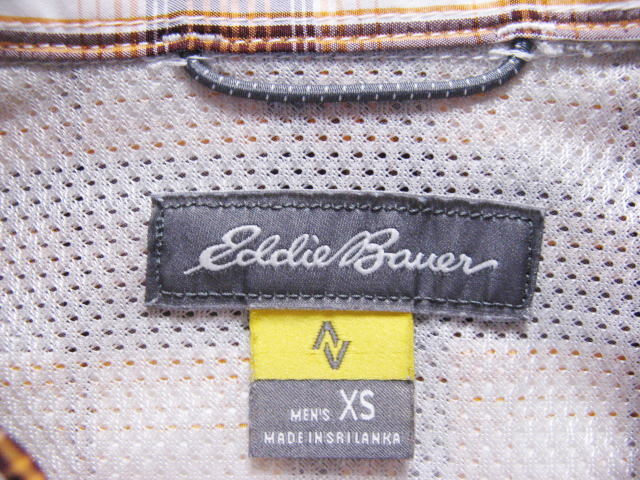 Eddie Bauer
MEN'S XS
MADE IN SRI LANKA